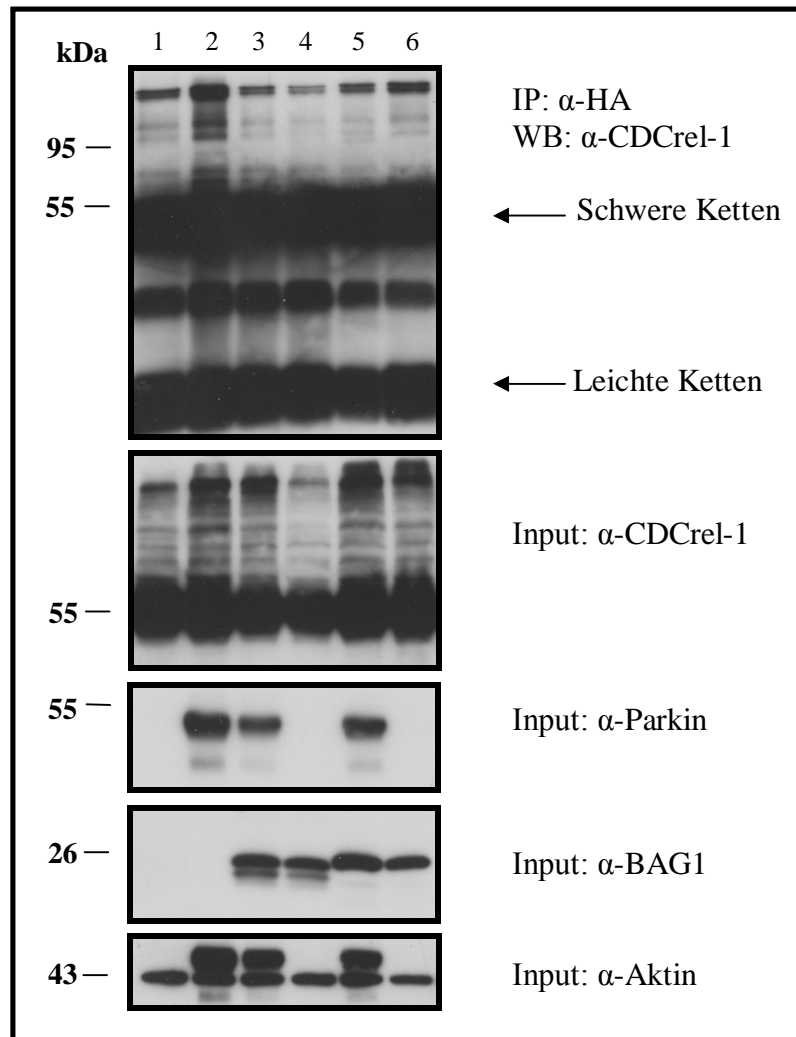 kDa
1 2 3 4 5 6
IP: α-HA
WB: α-CDCrel-1
95
55
Schwere Ketten
Leichte Ketten
Input: α-CDCrel-1
55
55
Input: α-Parkin
26
Input: α-BAG1
43
Input: α-Aktin